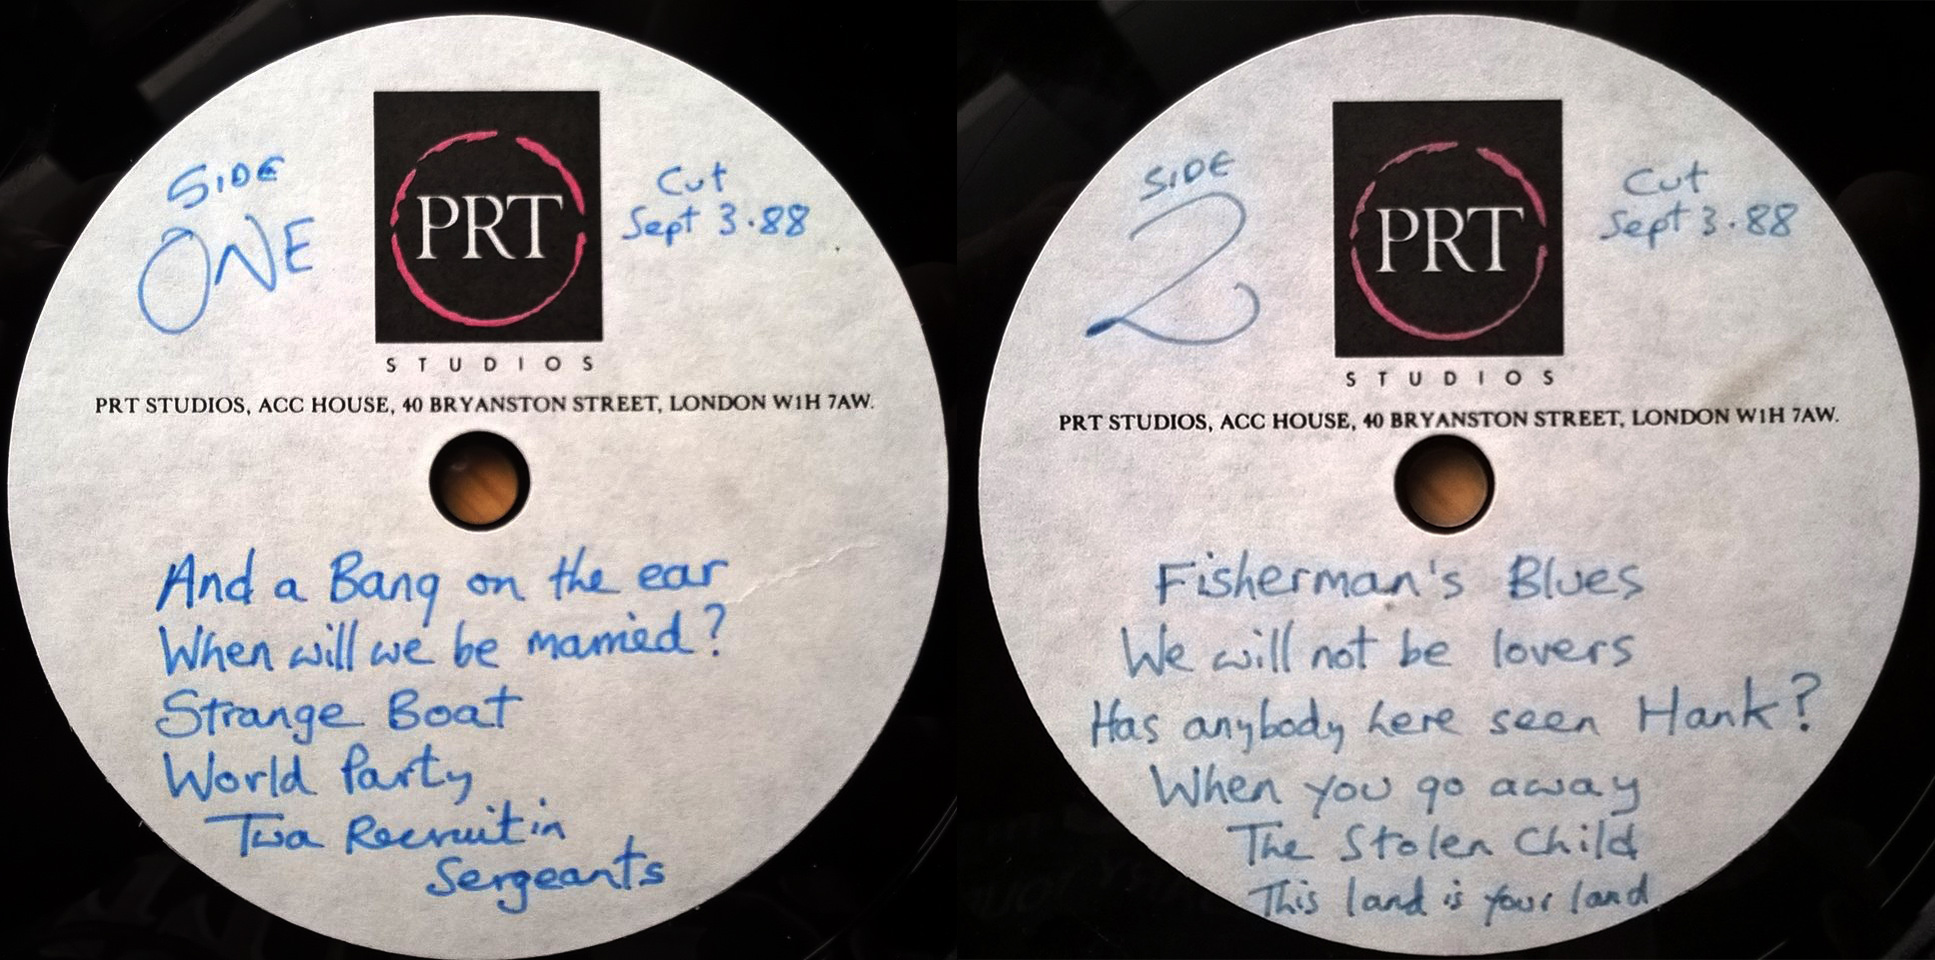 SIDE
ONE
PRT
Cut
Sept 3.88
STUDIOS
PRT STUDIOS, ACC HOUSE, 40 BRYANSTON STREET, LONDON W1H 7AW.
And a Bang on the ear
When will we be married?
Strange Boat
World Party
Twa Recruitin
Sergeants
SIDE
2
PRT
Cut
Sept 3.88
STUDIOS
PRT STUDIOS, ACC HOUSE, 40 BRYANSTON STREET, LONDON W1H 7AW.
Fisherman's Blues
We will not be lovers
Has anybody here seen Hank?
When you go away
The Stolen Child
This land is your land